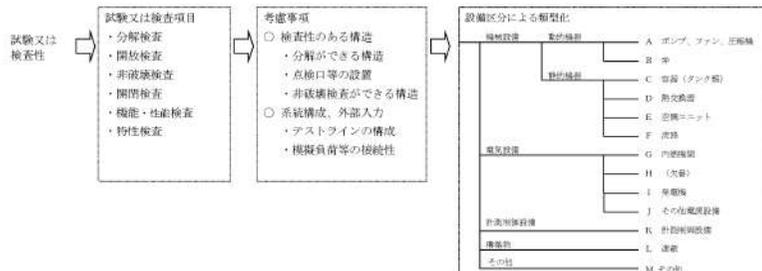 試験又は
検査性
試験又は検査項目
・分解検査
・開放検査
・非破壊検査
・開閉検査
・機能・性能検査
・特性検査
考慮事項
○ 検査性のある構造
・分解ができる構造
・点検口等の設置
・非破壊検査ができる構造
○ 系統構成、外部入力
・テストラインの構成
・模擬負荷等の接続性
設備区分による類型化
機械設備
動的機器
A ポンプ、ファン、圧縮機
B 弁
静的機器
C 容器（タンク類）
D 熱交換器
E 空調ユニット
F 流路
電気設備
G 内燃機関
H （欠番）
I 発電機
J その他電源設備
計測制御設備
K 計測制御設備
構築物
L 遮蔽
その他
M その他